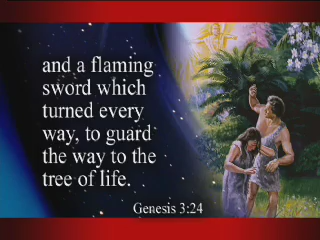 and a flaming
sword which
turned every
way, to guard
the way to the
tree of life.
Genesis 3:24